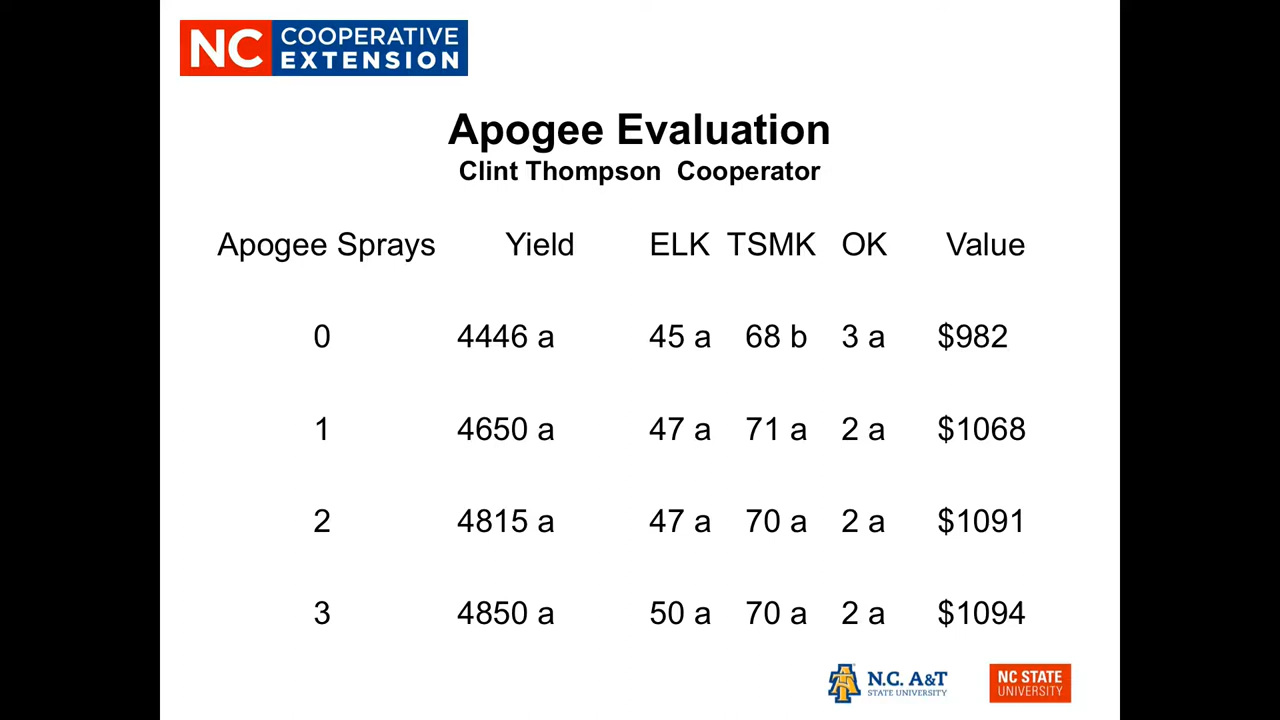 NC COOPERATIVE
EXTENSION
Apogee Evaluation
Clint Thompson Cooperator
Apogee Sprays Yield ELK TSMK OK Value
0 4446 a 45 a 68 b 3 a $982
1 4650 a 47 a 71 a 2 a $1068
2 4815 a 47 a 70 a 2 a $1091
3 4850 a 50 a 70 a 2 a $1094
N.C. A&T
STATE UNIVERSITY
NC STATE
UNIVERSITY